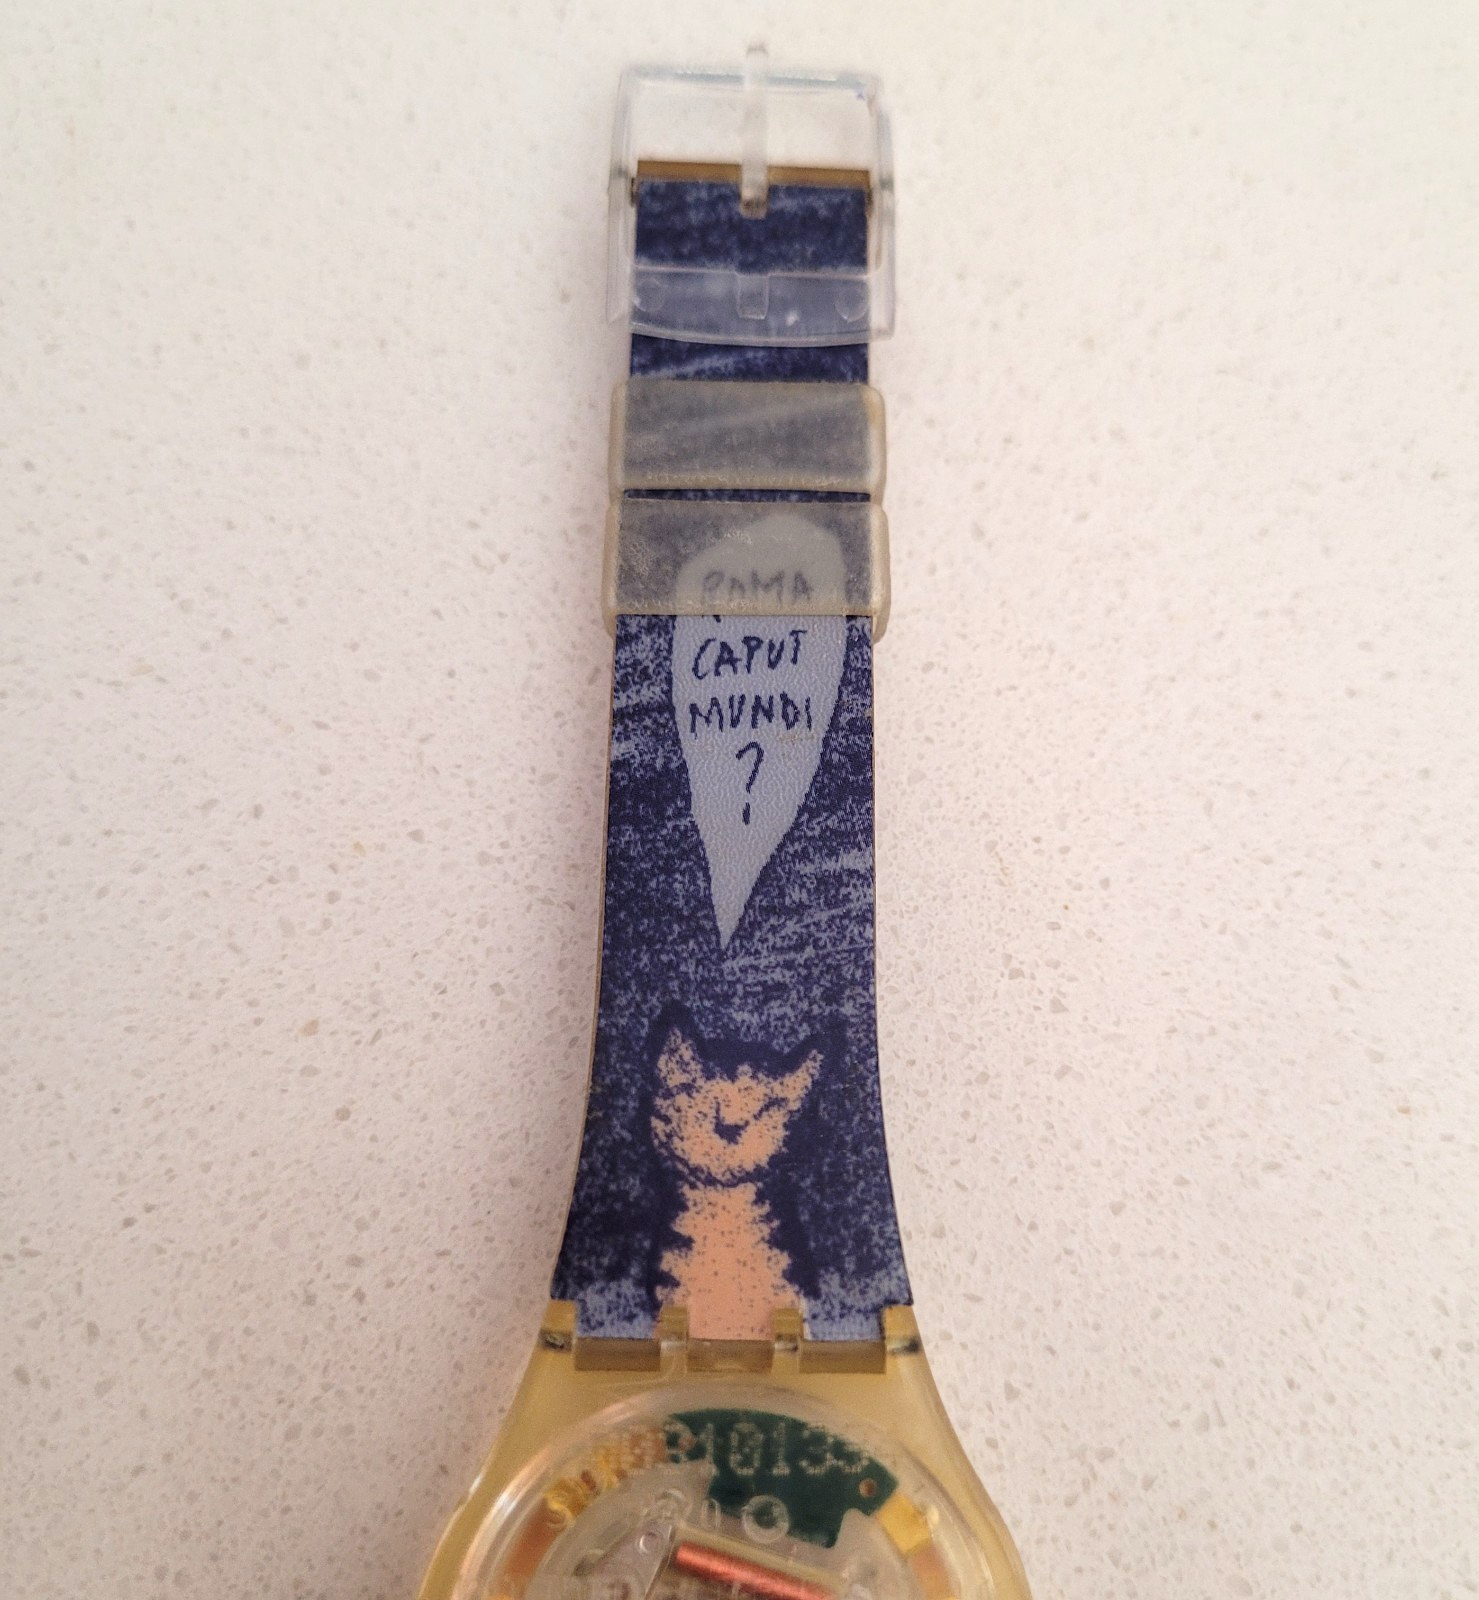 ROMA
CAPUT
MUNDI
?